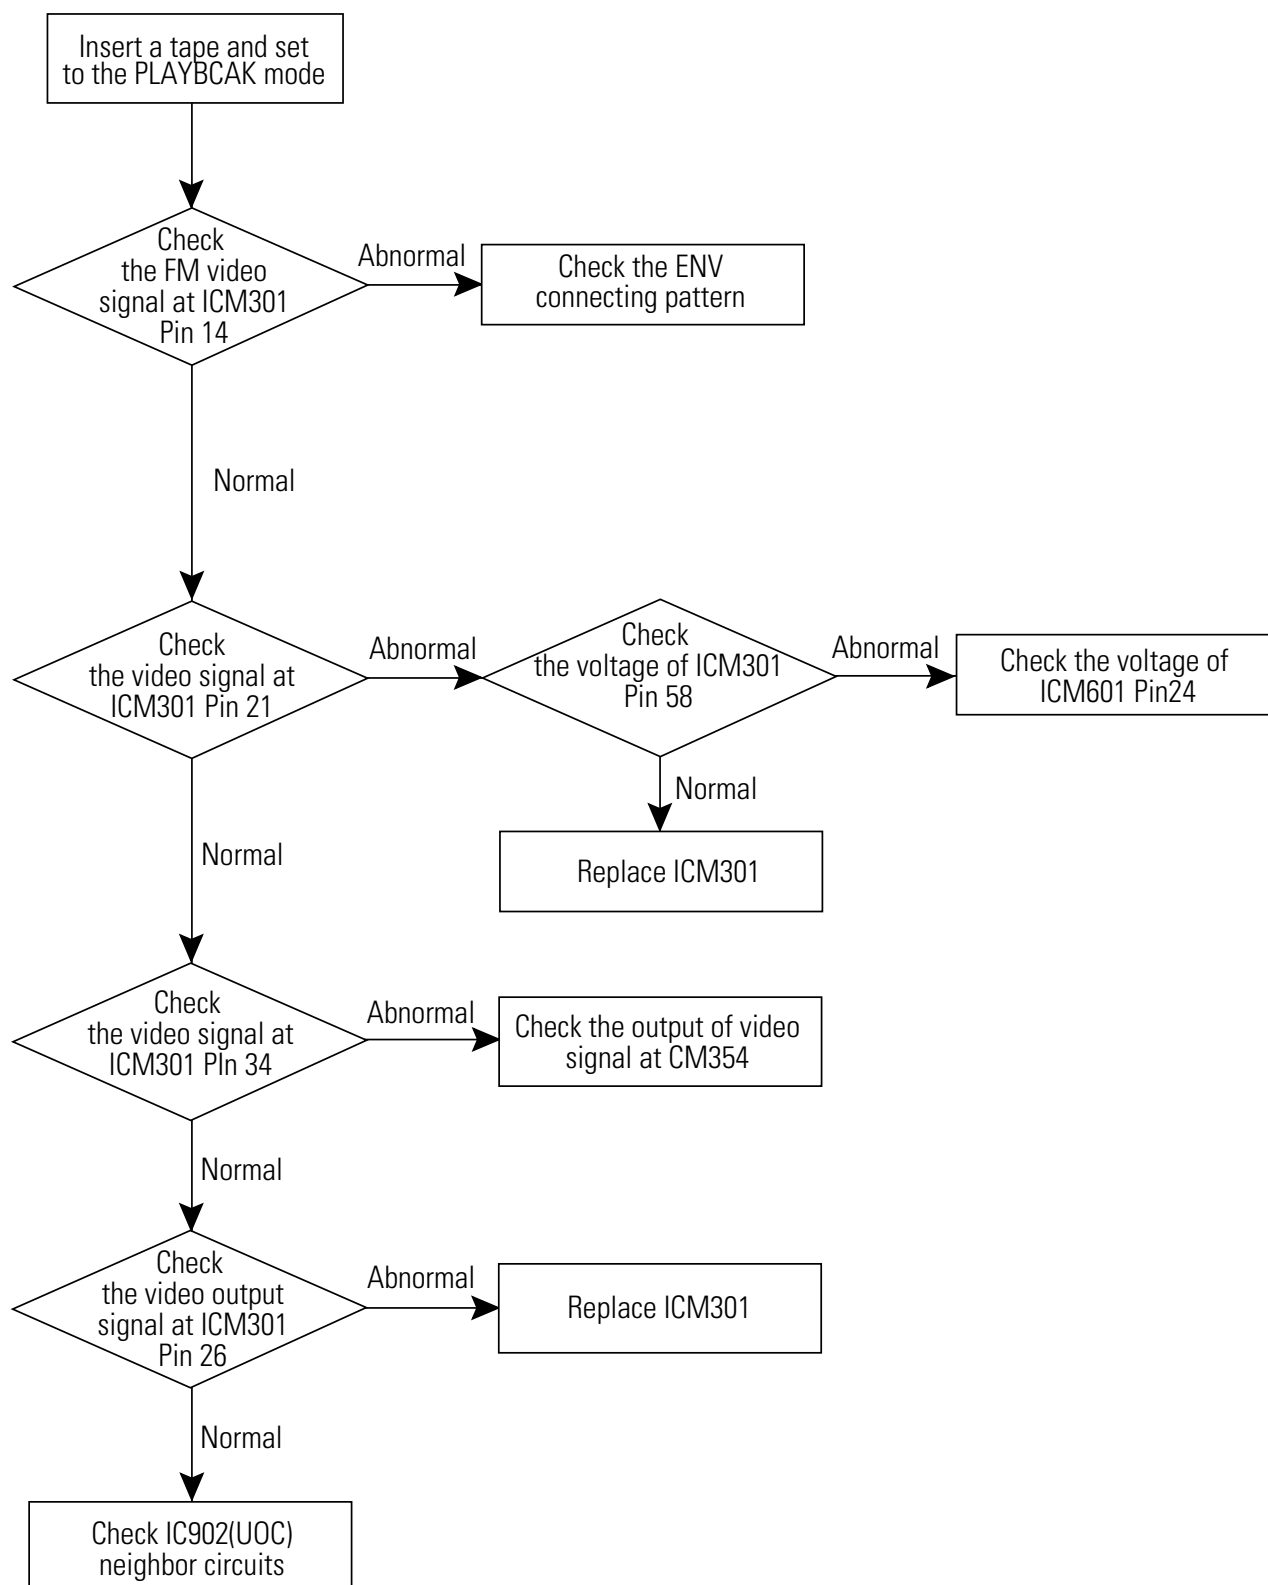 Insert a tape and set
to the PLAYBCAK mode
Check
the FM video
signal at ICM301
Pin 14
Abnormal
Check the ENV
connecting pattern
Normal
Check
the video signal at
ICM301 Pin 21
Abnormal
Check
the voltage of ICM301
Pin 58
Abnormal
Check the voltage of
ICM601 Pin24
Normal
Replace ICM301
Normal
Check
the video signal at
ICM301 PIn 34
Abnormal
Check the output of video
signal at CM354
Normal
Check
the video output
signal at ICM301
Pin 26
Abnormal
Replace ICM301
Normal
Check IC902(UOC)
neighbor circuits